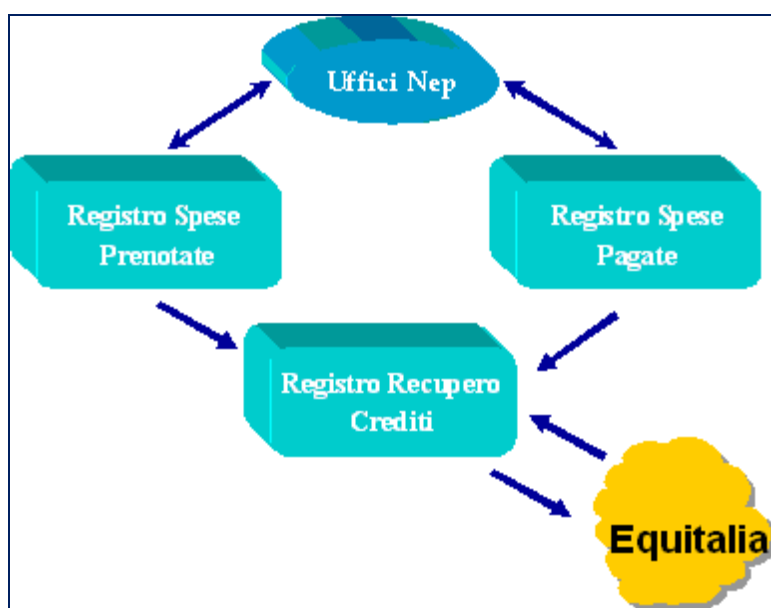 Uffici Nep
Registro Spese
Prenotate
Registro Spese
Pagate
Registro Recupero
Crediti
Equitalia